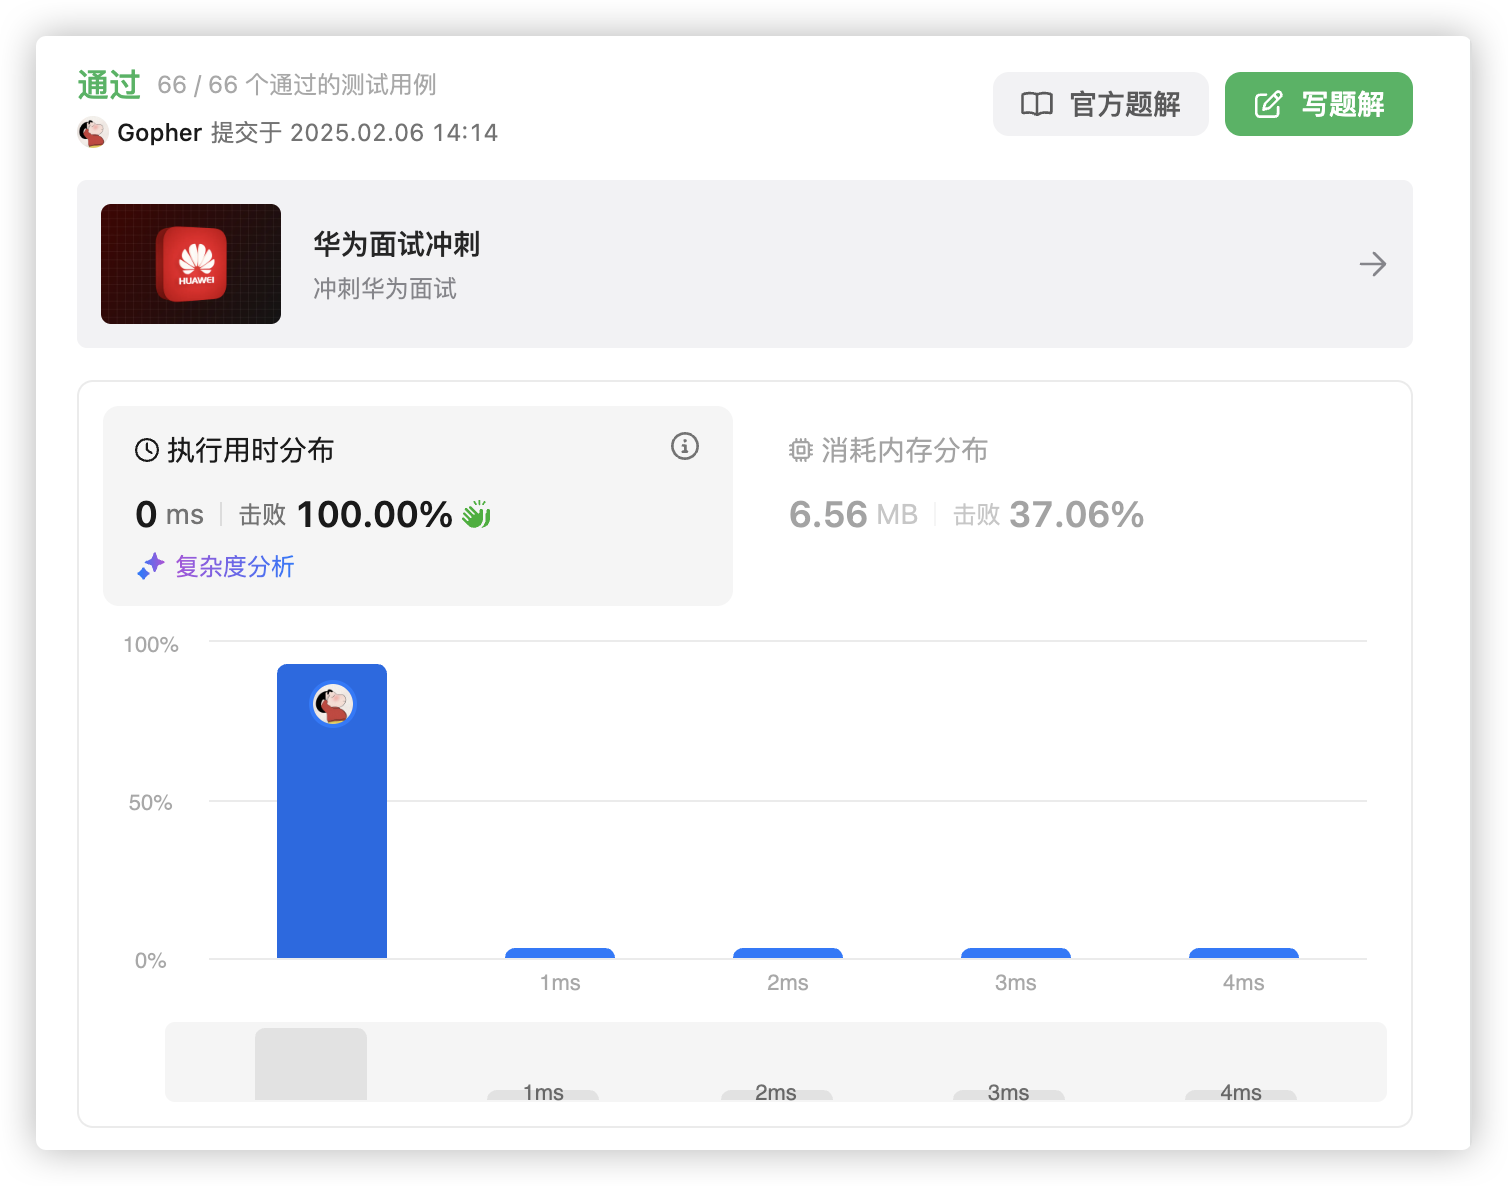 通过 66 / 66 个通过的测试用例
Gopher 提交于 2025.02.06 14:14
官方题解
写题解
HUAWEI
华为面试冲刺
冲刺华为面试
执行用时分布
0 ms 击败 100.00%
复杂度分析
消耗内存分布
6.56 MB 击败 37.06%
100%
50%
0%
1ms 2ms 3ms 4ms
1ms 2ms 3ms 4ms